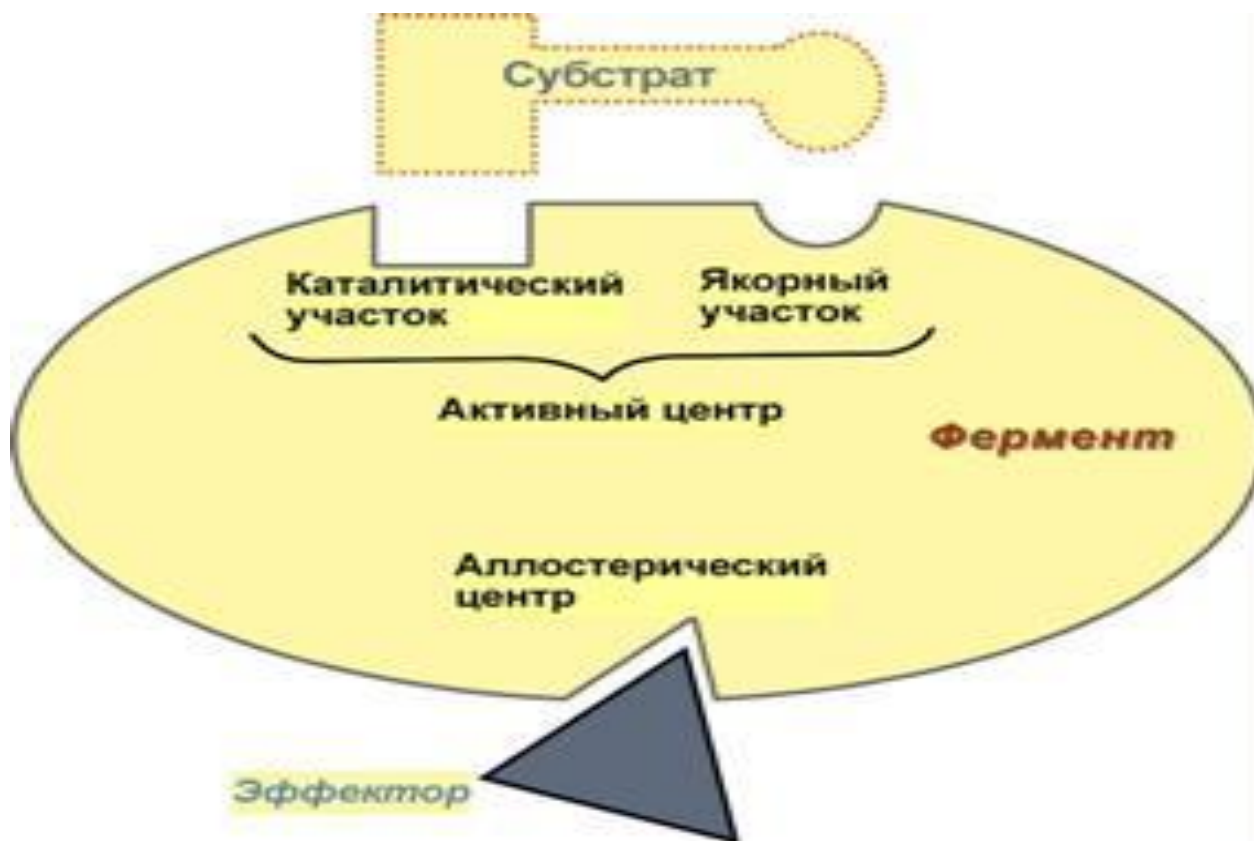 Субстрат
Каталитический
участок
Якорный
участок
Активный центр
Фермент
Аллостерический
центр
Эффектор